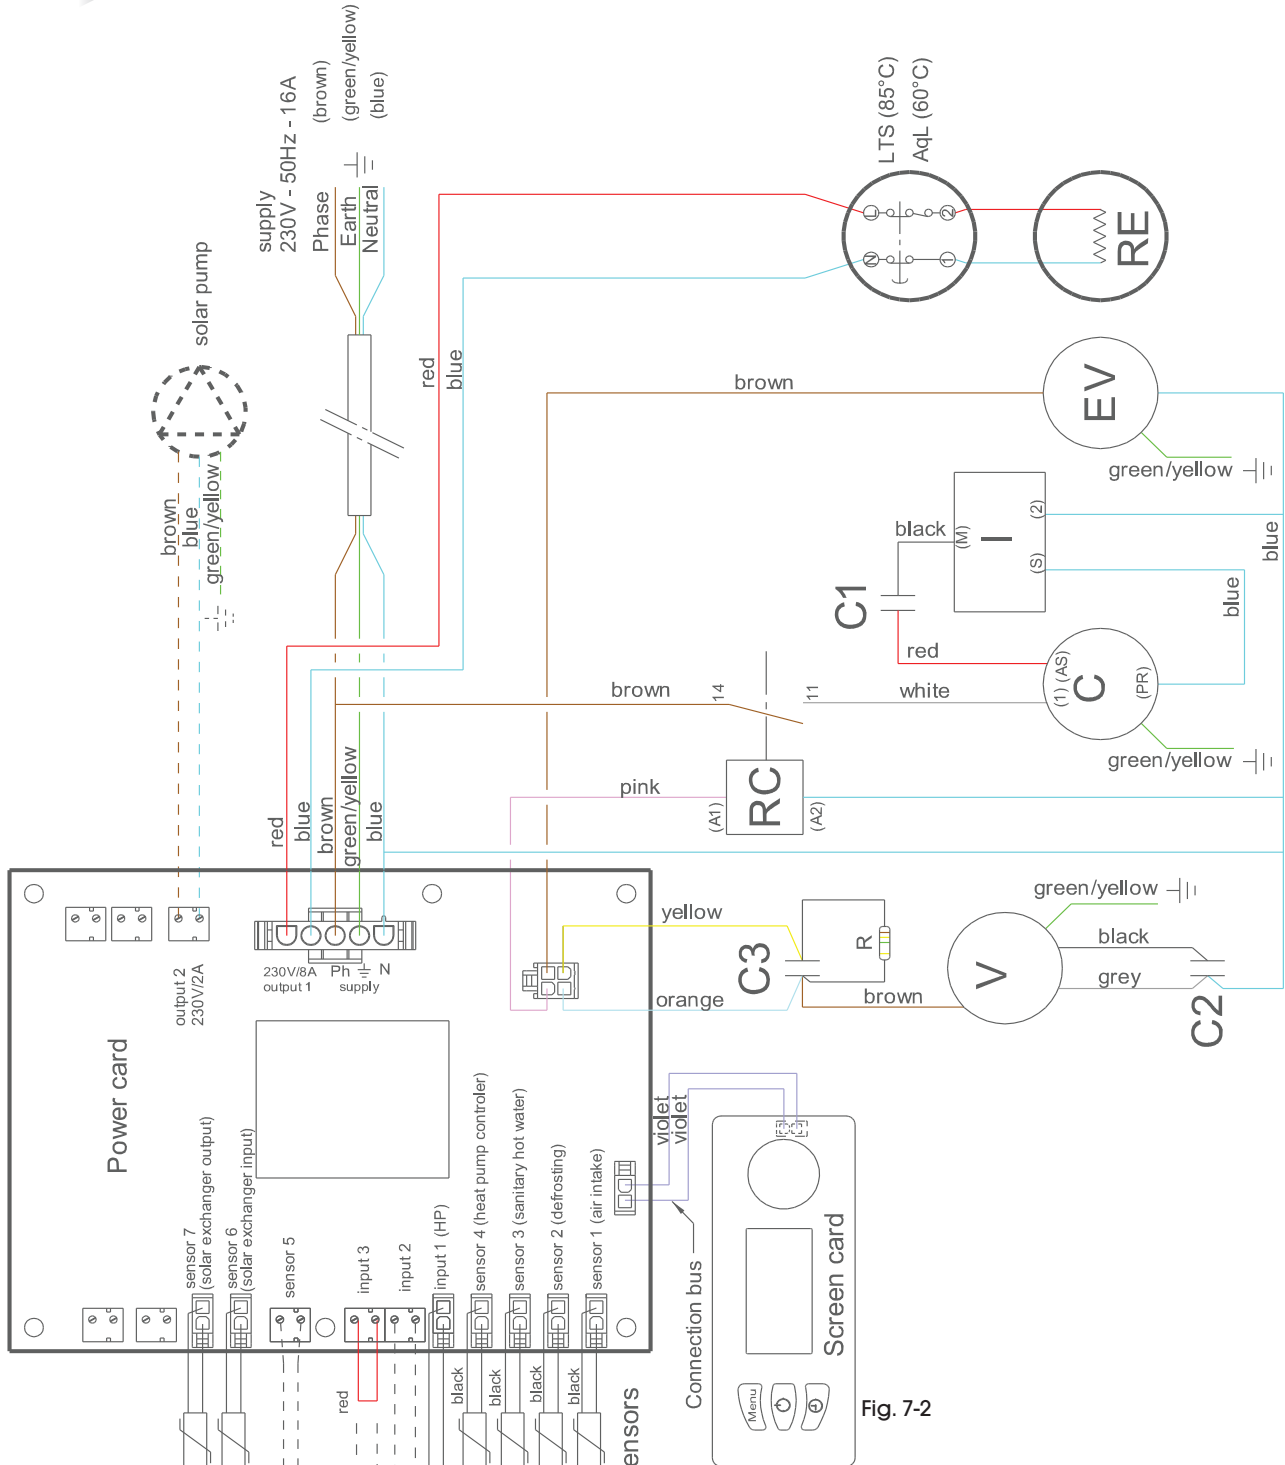 supply
230V - 50Hz - 16A
Phase
(brown)
Earth
(green/yellow)
Neutral
(blue)
solar pump
LTS (85°C)
AqL (60°C)
L
2
N
1
RE
red
blue
brown
EV
green/yellow
brown
blue
green/yellow
black
(M)
I
(2)
(S)
blue
blue
C1
red
(1) (AS)
C
(PR)
brown
14
11
white
green/yellow
pink
(A1)
RC
(A2)
red
blue
brown
green/yellow
blue
green/yellow
yellow
C3
R
V
black
grey
orange
brown
C2
230V/8A
output 1
Ph
N
supply
output 2
230V/2A
Power card
violet
violet
sensor 7
(solar exchanger output)
sensor 6
(solar exchanger input)
sensor 5
input 3
input 2
input 1 (HP)
sensor 4 (heat pump controler)
sensor 3 (sanitary hot water)
sensor 2 (defrosting)
sensor 1 (air intake)
Connection bus
Screen card
Menu
red
black
black
black
black
ensors
Fig. 7-2